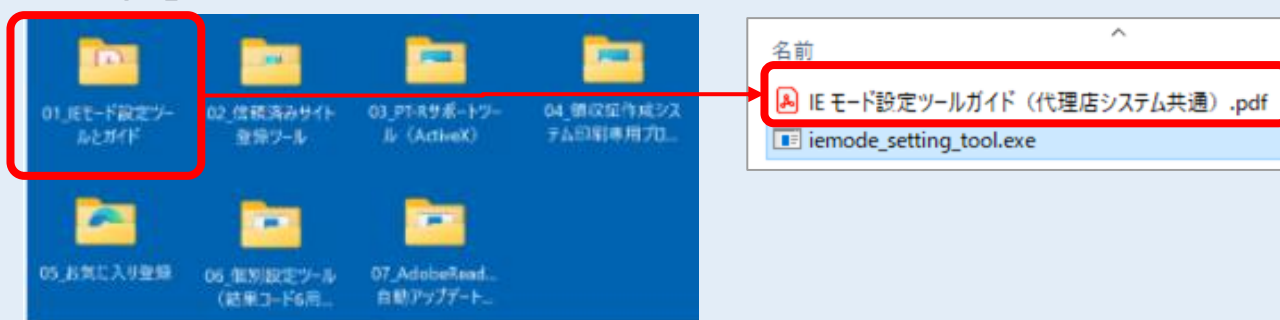 01_IEモード設定ツー
ルとガイド
02_信頼済みサイト
登録ツール
03_PT-Rサポートツー
ル（ActiveX）
04_領収証作成シス
テム印刷専用プロ...
05_お気に入り登録
06_個別設定ツール
（結果コード6用...
07_AdobeRead...
自動アップデート...
名前
IE モード設定ツールガイド（代理店システム共通）.pdf
iemode_setting_tool.exe